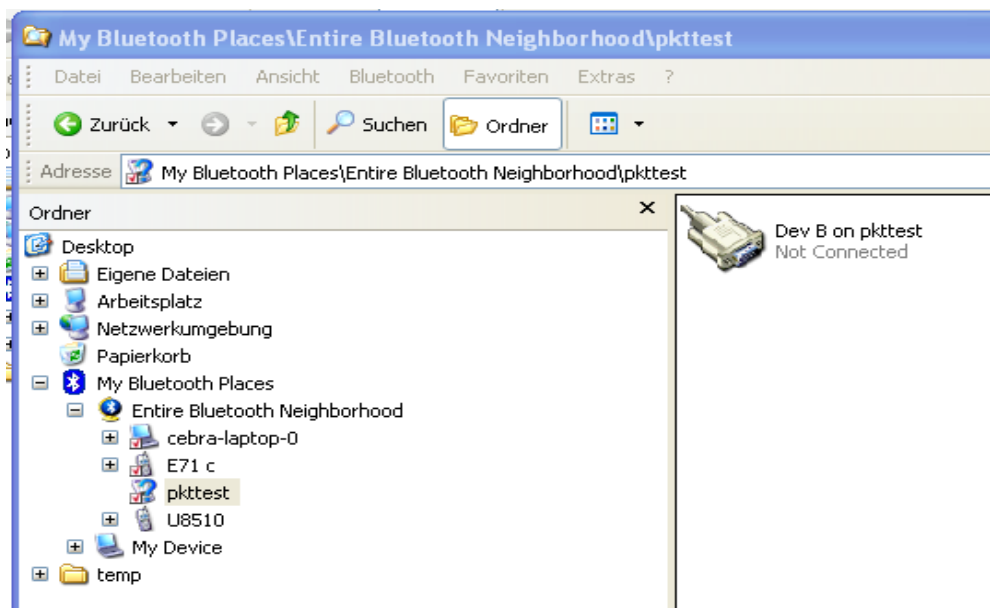 My Bluetooth Places\Entire Bluetooth Neighborhood\pkttest
Datei Bearbeiten Ansicht Bluetooth Favoriten Extras ?
Zurück Suchen Ordner
Adresse My Bluetooth Places\Entire Bluetooth Neighborhood\pkttest
Ordner
Desktop
Eigene Dateien
Arbeitsplatz
Netzwerkumgebung
Papierkorb
My Bluetooth Places
Entire Bluetooth Neighborhood
cebra-laptop-0
E71 c
pkttest
U8510
My Device
temp
Dev B on pkttest
Not Connected